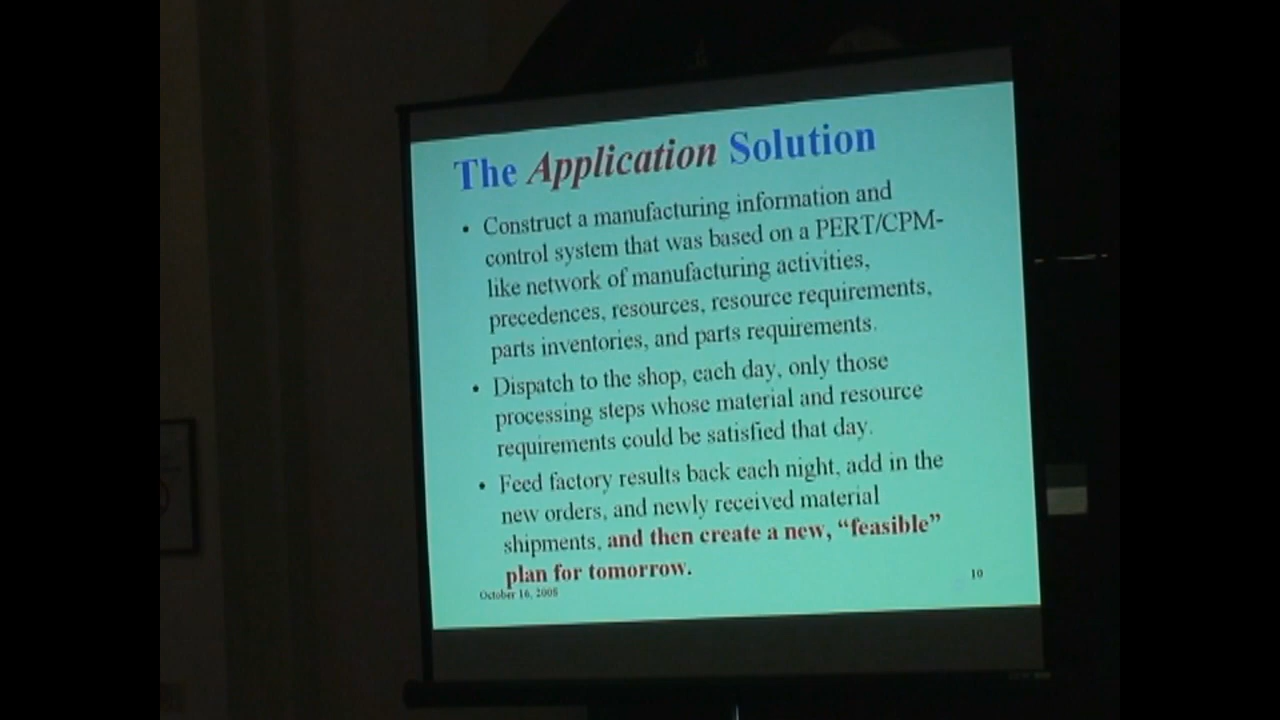 The Application Solution
• Construct a manufacturing information and
control system that was based on a PERT/CPM-
like network of manufacturing activities,
precedences, resources, resource requirements,
parts inventories, and parts requirements.
• Dispatch to the shop, each day, only those
processing steps whose material and resource
requirements could be satisfied that day.
• Feed factory results back each night, add in the
new orders, and newly received material
shipments, and then create a new, “feasible”
plan for tomorrow.
October 16, 2008
10